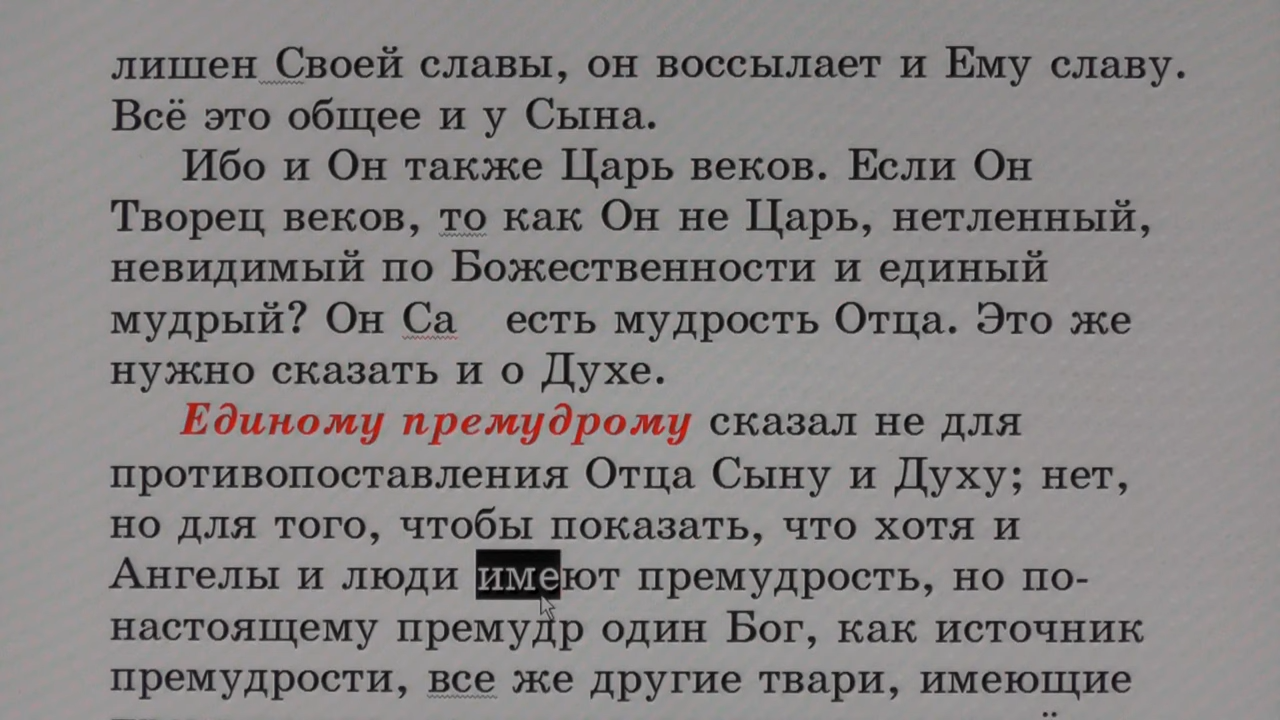 лишен Своей славы, он воссылает и Ему славу.
Всё это общее и у Сына.
Ибо и Он также Царь веков. Если Он
Творец веков, то как Он не Царь, нетленный,
невидимый по Божественности и единый
мудрый? Он Са есть мудрость Отца. Это же
нужно сказать и о Духе.
Единому премудрому сказал не для
противопоставления Отца Сыну и Духу; нет,
но для того, чтобы показать, что хотя и
Ангелы и люди имеют премудрость, но по-
настоящему премудр один Бог, как источник
премудрости, все же другие твари, имеющие